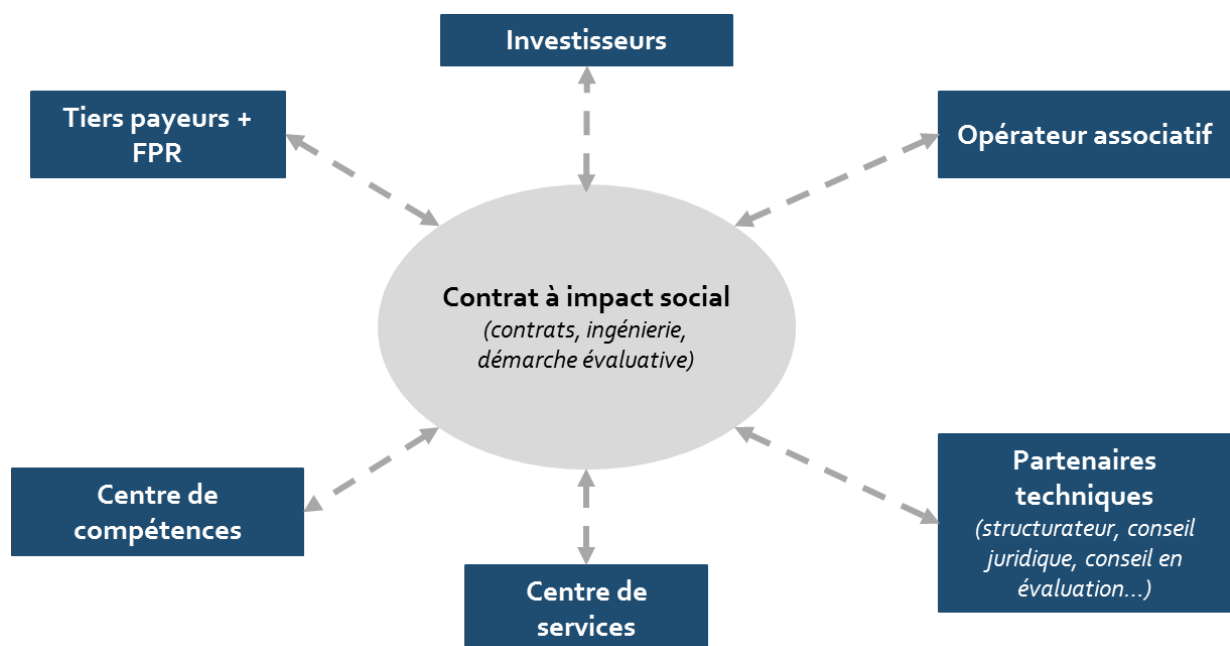 Investisseurs
Tiers payeurs +
FPR
Opérateur associatif
Contrat à impact social
(contrats, ingénierie,
démarche évaluative)
Centre de
compétences
Centre de
services
Partenaires
techniques
(structurateur, conseil
juridique, conseil en
évaluation...)